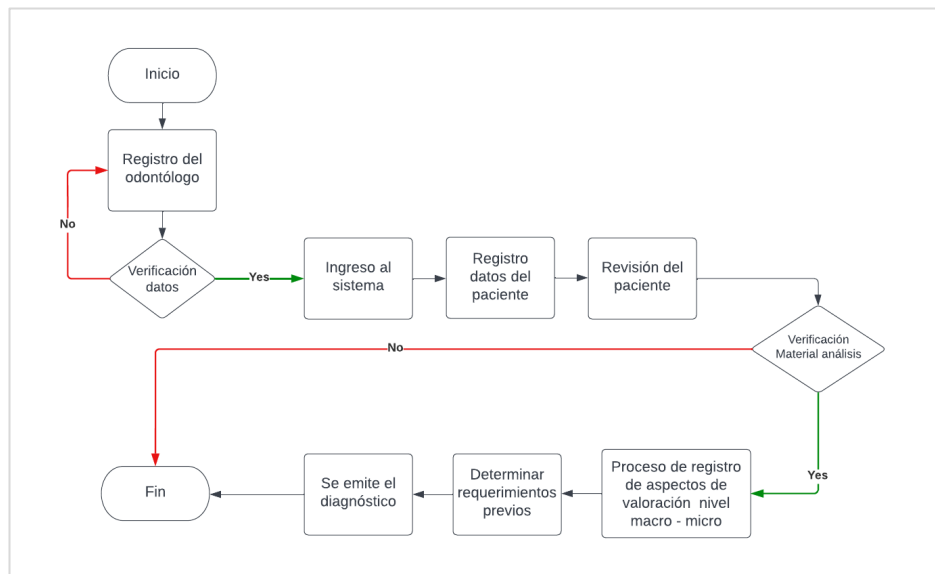 Inicio
Registro del
odontólogo
No
Verificación
datos
Yes
Ingreso al
sistema
Registro
datos del
paciente
Revisión del
paciente
Verificación
Material análisis
No
Yes
Proceso de registro
de aspectos de
valoración nivel
macro - micro
Determinar
requerimientos
previos
Se emite el
diagnóstico
Fin